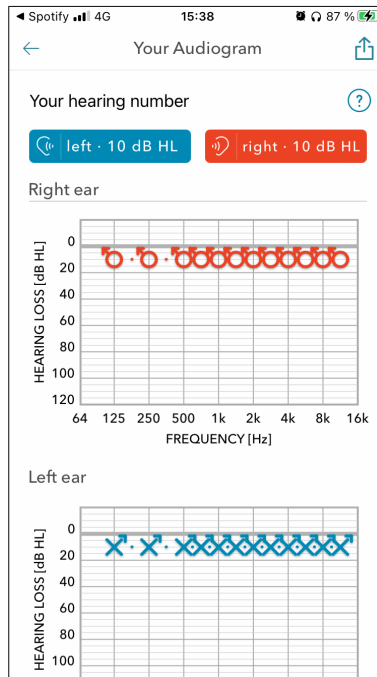 ◀ Spotify 4G 15:38 87 %
Your Audiogram
Your hearing number ?
left · 10 dB HL right · 10 dB HL
Right ear
HEARING LOSS [dB HL]
0
20
40
60
80
100
120
64 125 250 500 1k 2k 4k 8k 16k
FREQUENCY [Hz]
Left ear
HEARING LOSS [dB HL]
0
20
40
60
80
100